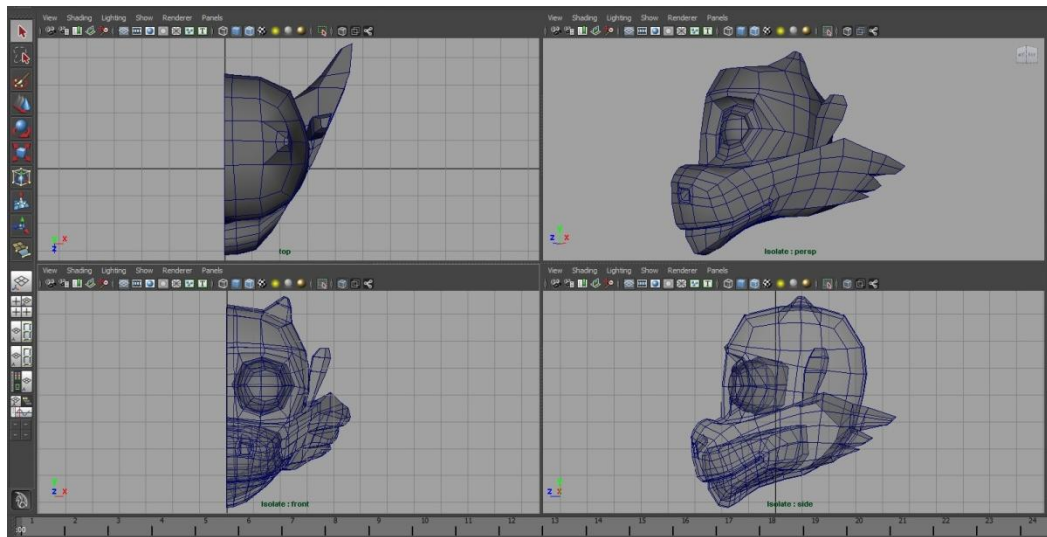 View Shading Lighting Show Renderer Panels
View Shading Lighting Show Renderer Panels
top
Isolate : persp
View Shading Lighting Show Renderer Panels
View Shading Lighting Show Renderer Panels
Isolate : front
Isolate : side
1 2 3 4 5 6 7 8 9 10 11 12 13 14 15 16 17 18 19 20 21 22 23 24